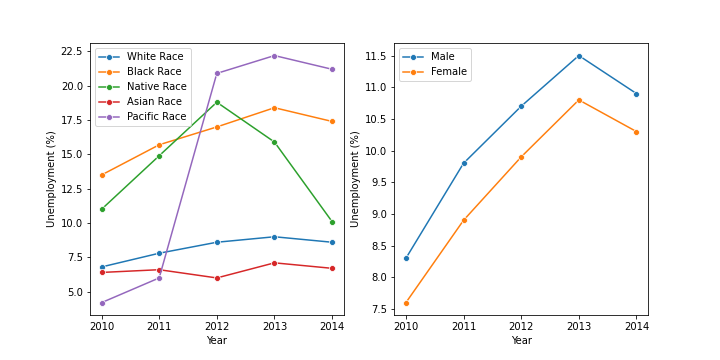 22.5
20.0
17.5
15.0
12.5
10.0
7.5
5.0
Unemployment (%)
White Race
Black Race
Native Race
Asian Race
Pacific Race
2010 2011 2012 2013 2014
Year
11.5
11.0
10.5
10.0
9.5
9.0
8.5
8.0
7.5
Unemployment (%)
Male
Female
2010 2011 2012 2013 2014
Year